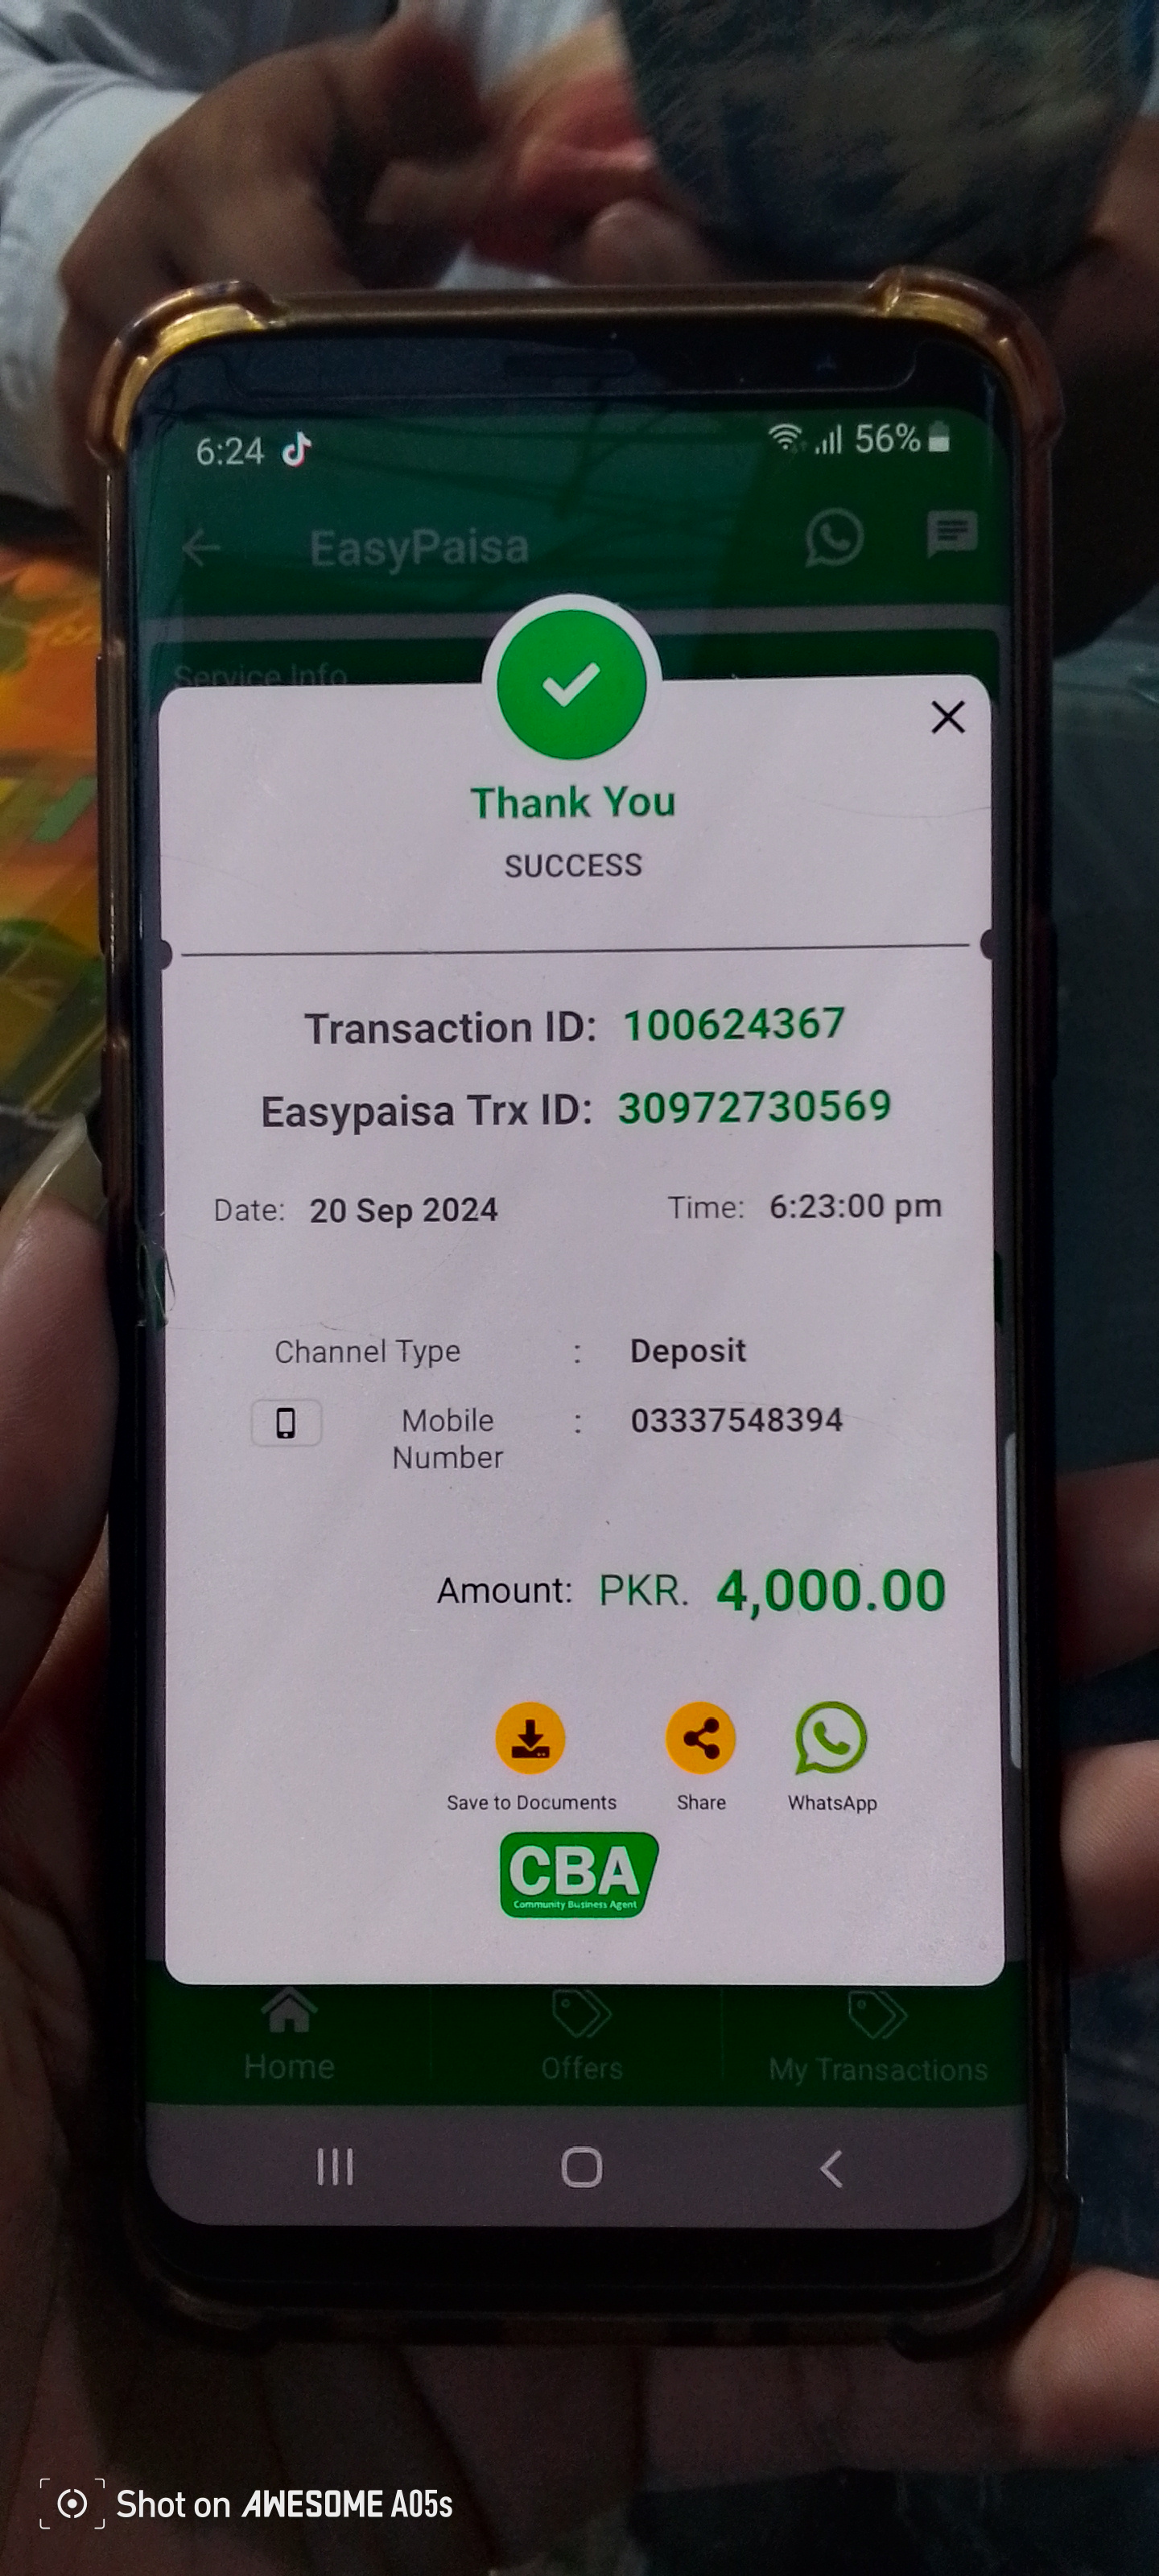 6:24
56%
EasyPaisa
Service Info
Thank You
SUCCESS
Transaction ID: 100624367
Easypaisa Trx ID: 30972730569
Date: 20 Sep 2024 Time: 6:23:00 pm
Channel Type : Deposit
Mobile Number : 03337548394
Amount: PKR. 4,000.00
Save to Documents Share WhatsApp
CBA
Community Business Agent
Home Offers My Transactions
Shot on AWESOME A05s